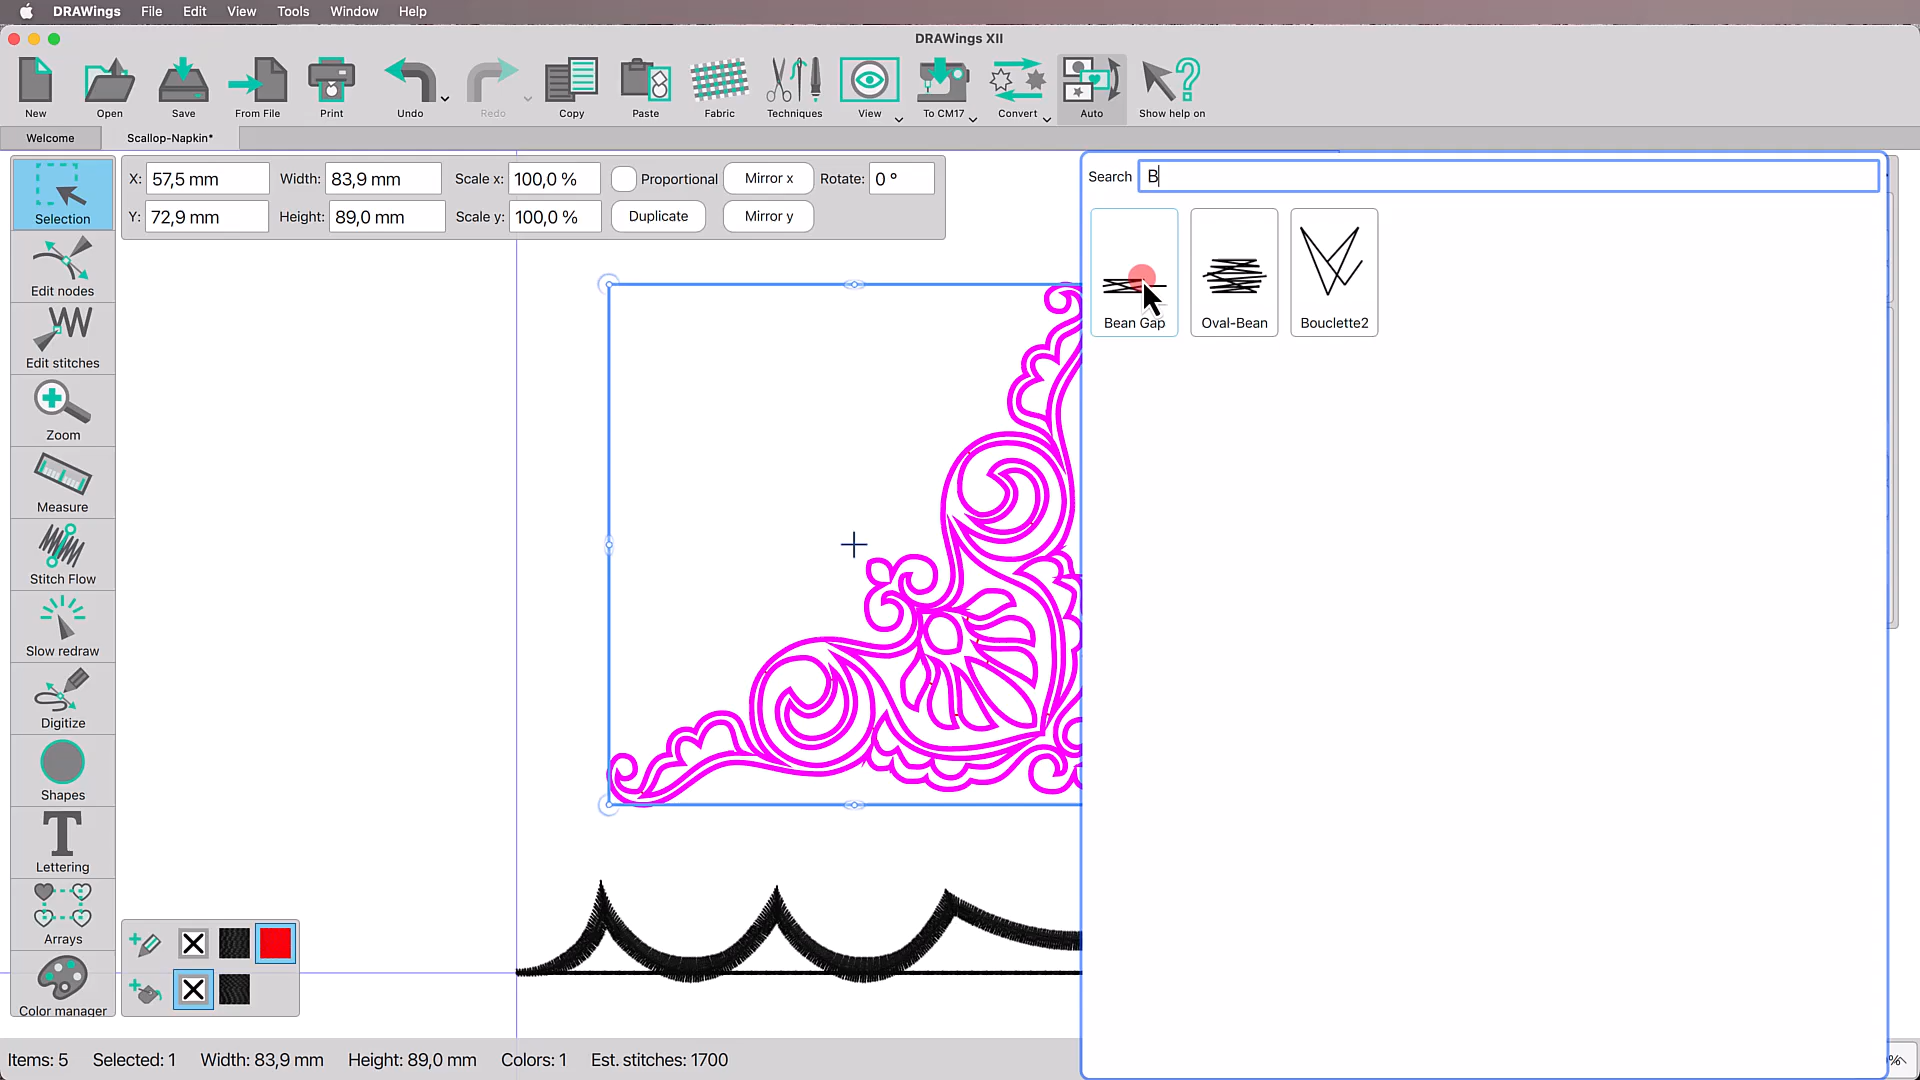 DRAWings File Edit View Tools Window Help
DRAWings XII
New Open Save From File Print Undo Redo Copy Paste Fabric Techniques View To CM17 Convert Auto Show help on
Welcome Scallop-Napkin*
X: 57,5 mm Width: 83,9 mm Scale x: 100,0 % Proportional Mirror x Rotate: 0 °
Y: 72,9 mm Height: 89,0 mm Scale y: 100,0 % Duplicate Mirror y
Search B
Bean Gap Oval-Bean Bouclette2
Selection
Edit nodes
Edit stitches
Zoom
Measure
Stitch Flow
Slow redraw
Digitize
Shapes
Lettering
Arrays
Color manager
Items: 5 Selected: 1 Width: 83,9 mm Height: 89,0 mm Colors: 1 Est. stitches: 1700